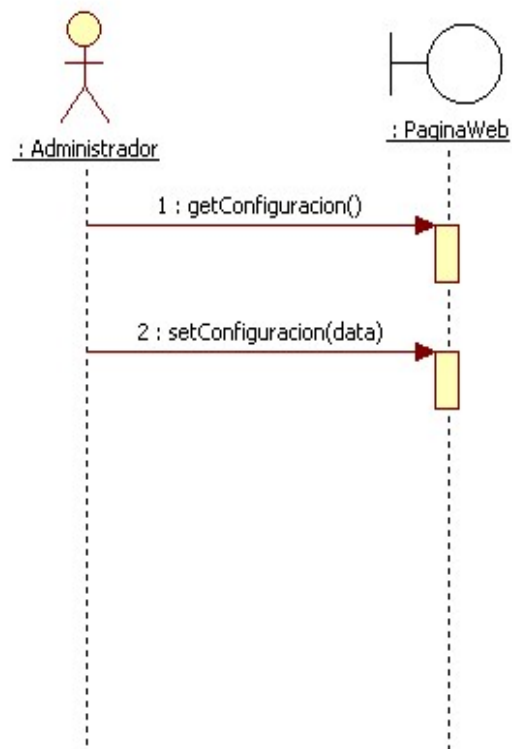 : Administrador
: PaginaWeb
1 : getConfiguracion()
2 : setConfiguracion(data)